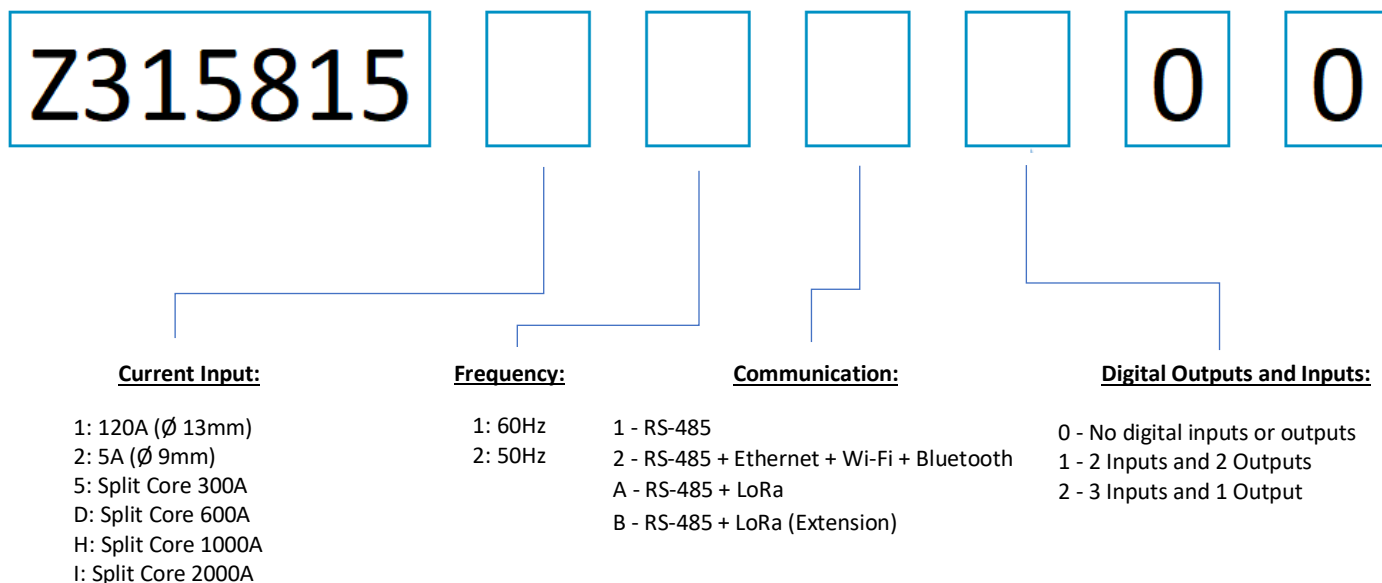 Z315815 0 0
Current Input:
1: 120A (Ø 13mm)
2: 5A (Ø 9mm)
5: Split Core 300A
D: Split Core 600A
H: Split Core 1000A
I: Split Core 2000A
Frequency:
1: 60Hz
2: 50Hz
Communication:
1 - RS-485
2 - RS-485 + Ethernet + Wi-Fi + Bluetooth
A - RS-485 + LoRa
B - RS-485 + LoRa (Extension)
Digital Outputs and Inputs:
0 - No digital inputs or outputs
1 - 2 Inputs and 2 Outputs
2 - 3 Inputs and 1 Output